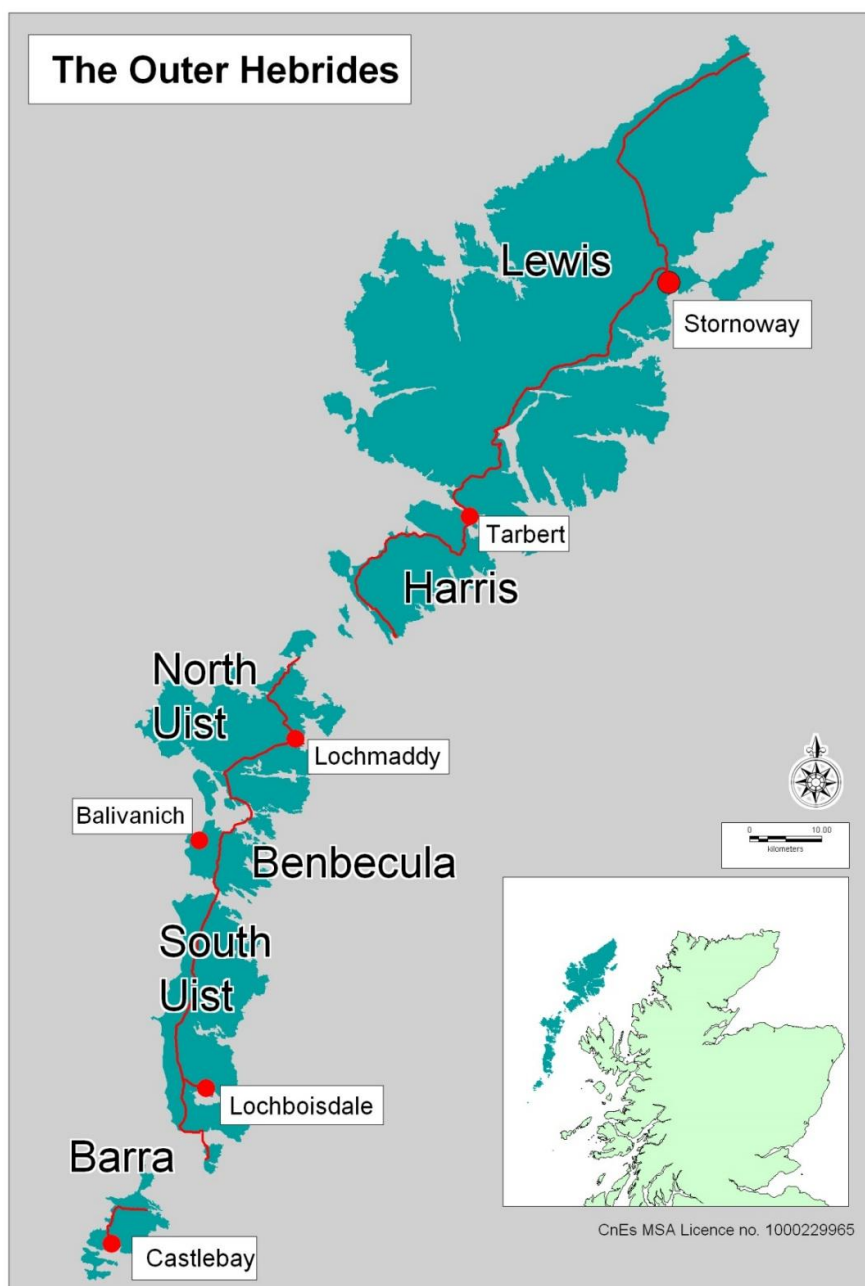 The Outer Hebrides
Lewis
Stornoway
Tarbert
Harris
North
Uist
Lochmaddy
Balivanich
Benbecula
0 10.00
kilometers
South
Uist
Lochboisdale
Barra
Castlebay
CnEs MSA Licence no. 1000229965